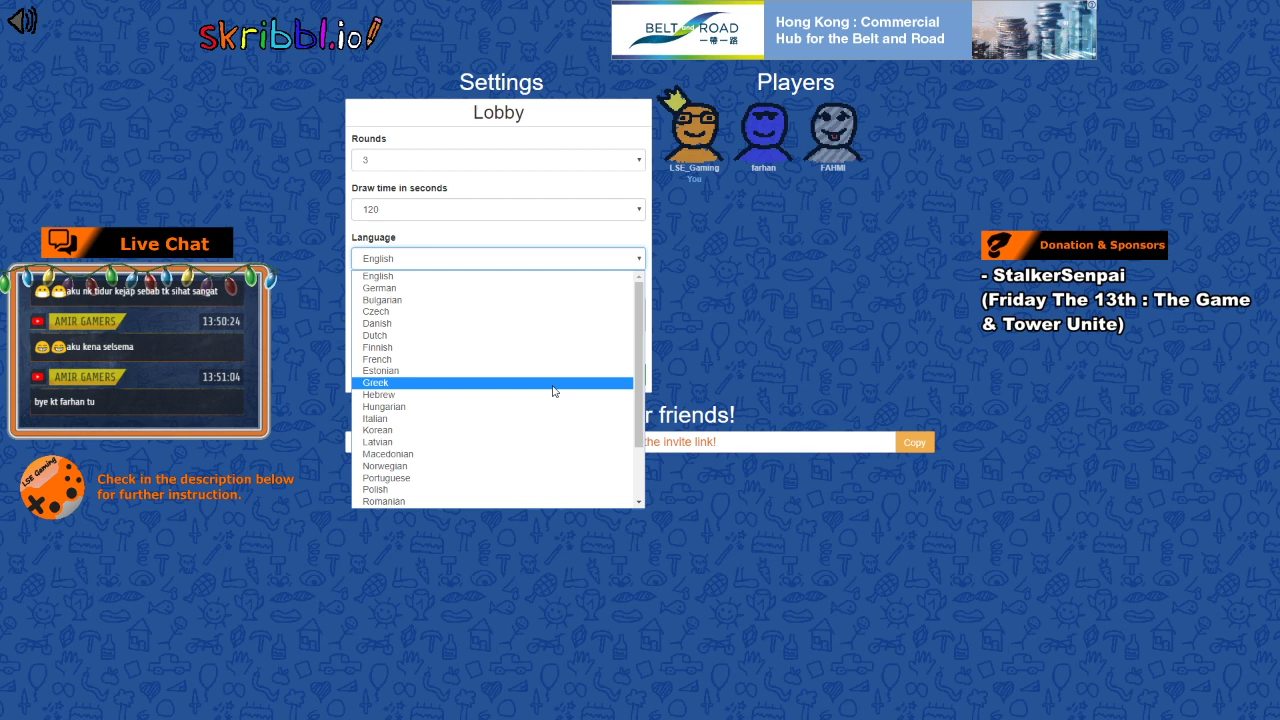 skribbl.io
BELT and ROAD
一帶一路
Hong Kong : Commercial
Hub for the Belt and Road
Settings
Players
Lobby
Rounds
3
Draw time in seconds
120
Language
English
English
German
Bulgarian
Czech
Danish
Dutch
Finnish
French
Estonian
Greek
Hebrew
Hungarian
Italian
Korean
Latvian
Macedonian
Norwegian
Portuguese
Polish
Romanian
LSE_Gaming
You
farhan
FAHMI
r friends!
the invite link!
Copy
Live Chat
aku nk tidur kejap sebab tk sihat sangat
AMIR GAMERS 13:50:24
aku kena selsema
AMIR GAMERS 13:51:04
bye kt farhan tu
LSE Gaming
Check in the description below
for further instruction.
Donation & Sponsors
- StalkerSenpai
(Friday The 13th : The Game
& Tower Unite)